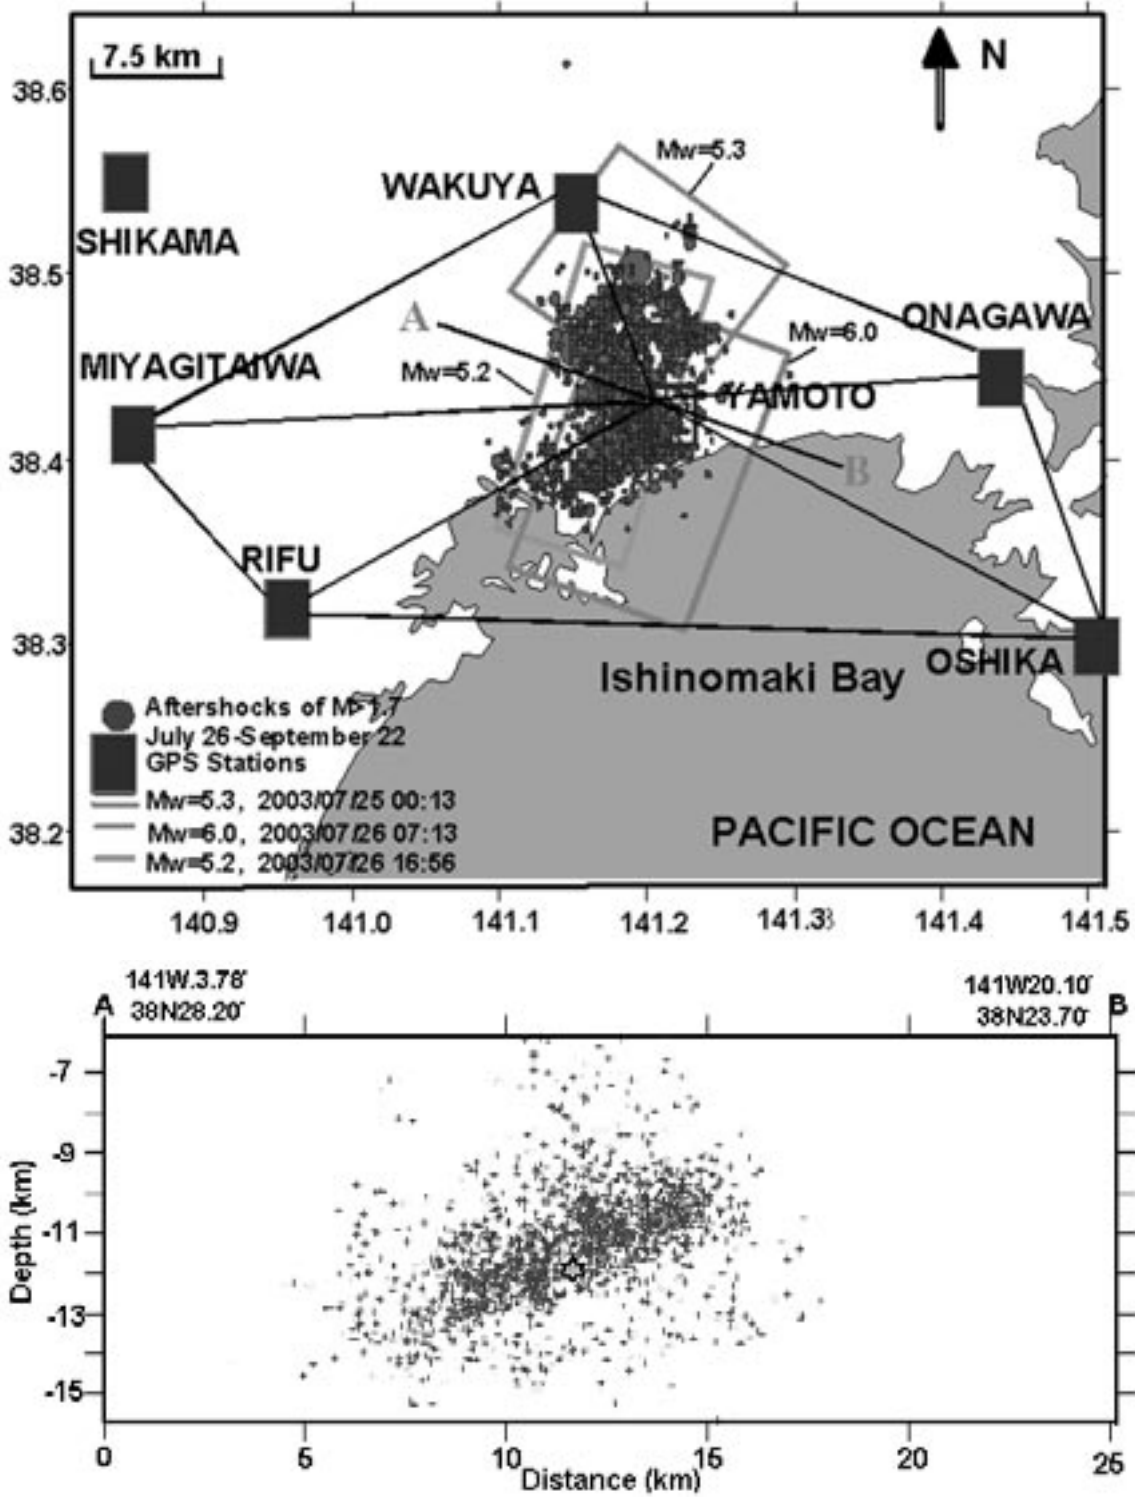 7.5 km
N
38.6
Mw=5.3
WAKUYA
SHIKAMA
38.5
A
ONAGAWA
Mw=6.0
MIYAGITAIWA
Mw=5.2
YAMOTO
38.4
B
RIFU
38.3
Ishinomaki Bay
OSHIKA
Aftershocks of M>1.7
July 26-September 22
GPS Stations
Mw=5.3, 2003/07/25 00:13
38.2
Mw=6.0, 2003/07/26 07:13
PACIFIC OCEAN
Mw=5.2, 2003/07/26 16:56
140.9 141.0 141.1 141.2 141.3 141.4 141.5
141W.3.78'
38N28.20'
141W20.10'
38N23.70'
A
B
-7
-9
-11
-13
-15
Depth (km)
0 5 10 15 20 25
Distance (km)